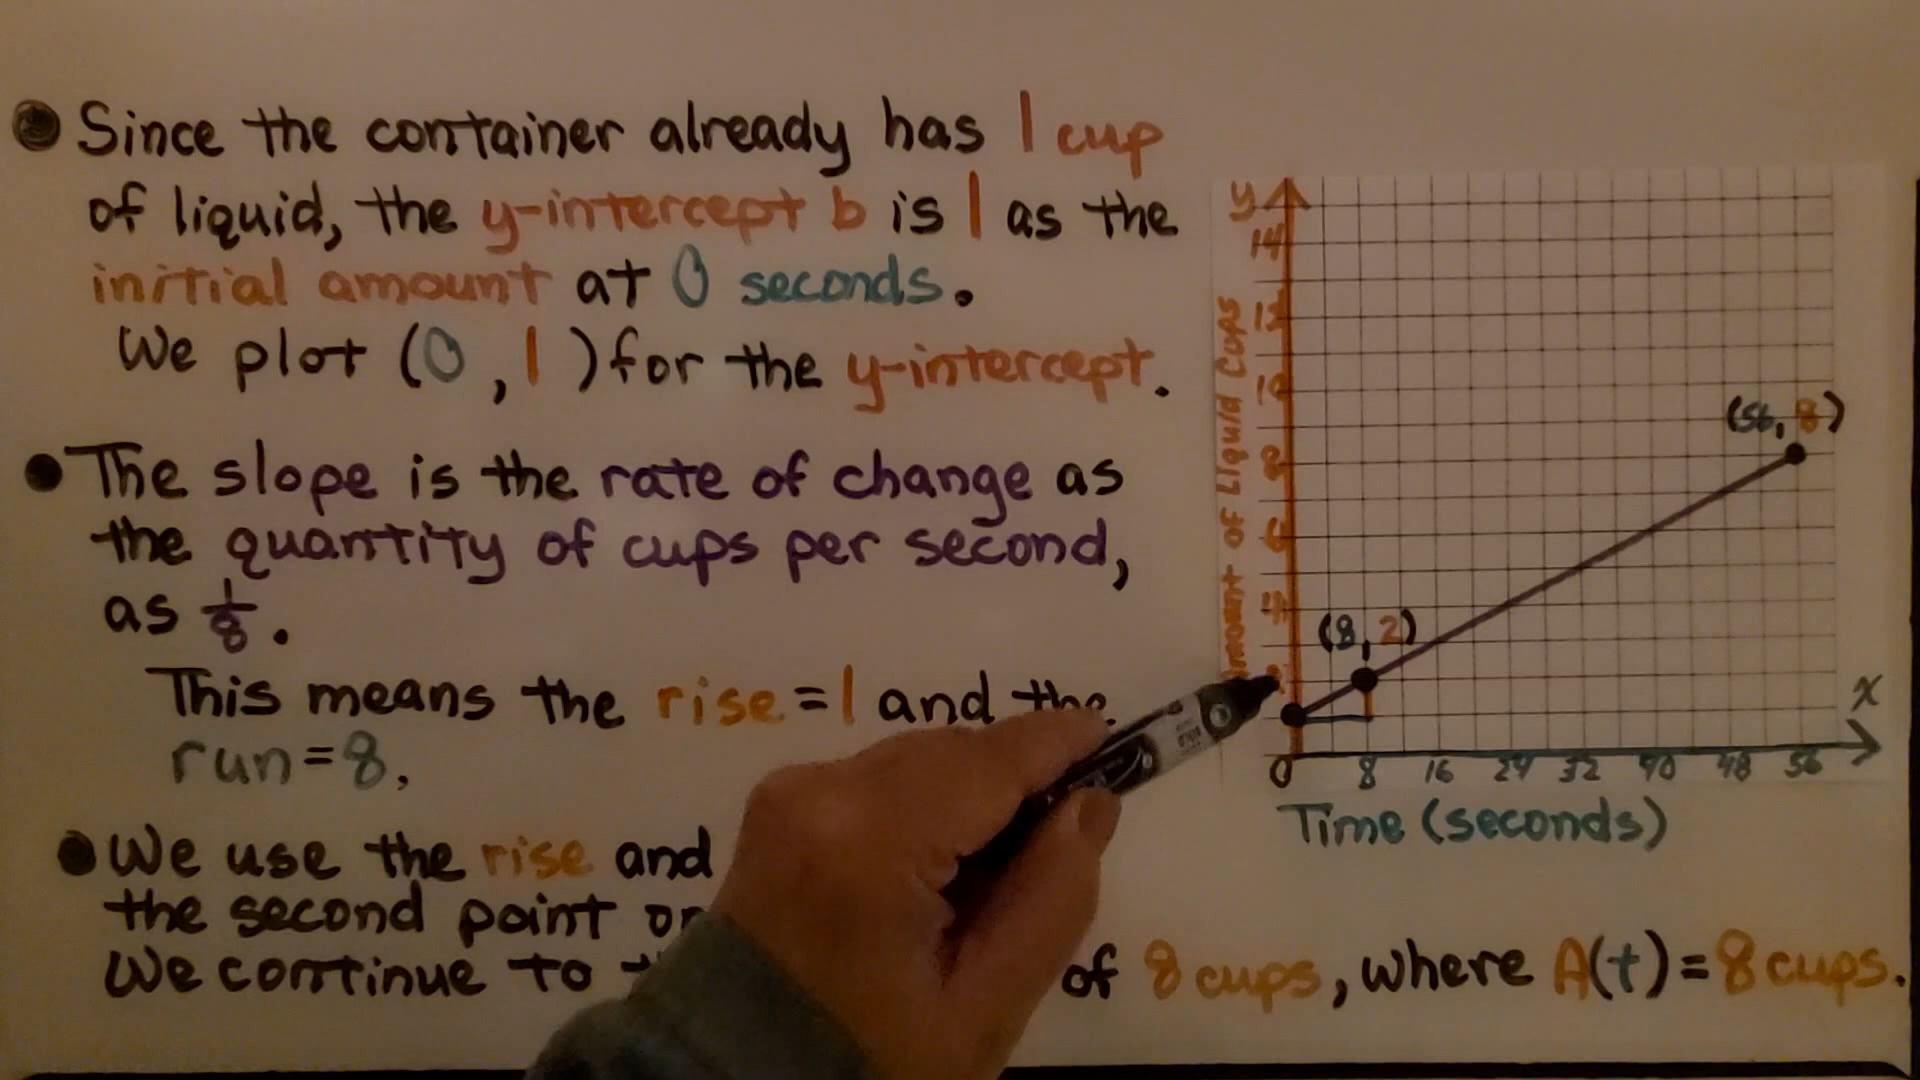 Since the container already has 1 cup
of liquid, the y-intercept b is 1 as the
initial amount at 0 seconds.
We plot (0, 1) for the y-intercept.
The slope is the rate of change as
the quantity of cups per second,
as 1/8.
This means the rise = 1 and the
run = 8,
We use the rise and
the second point
We continue to
of 8 cups, where A(t) = 8 cups.
y
14
12
10
8
6
4
2
Amount of Liquid Cups
(56, 8)
(8, 2)
x
0 8 16 24 32 40 48 56
Time (seconds)